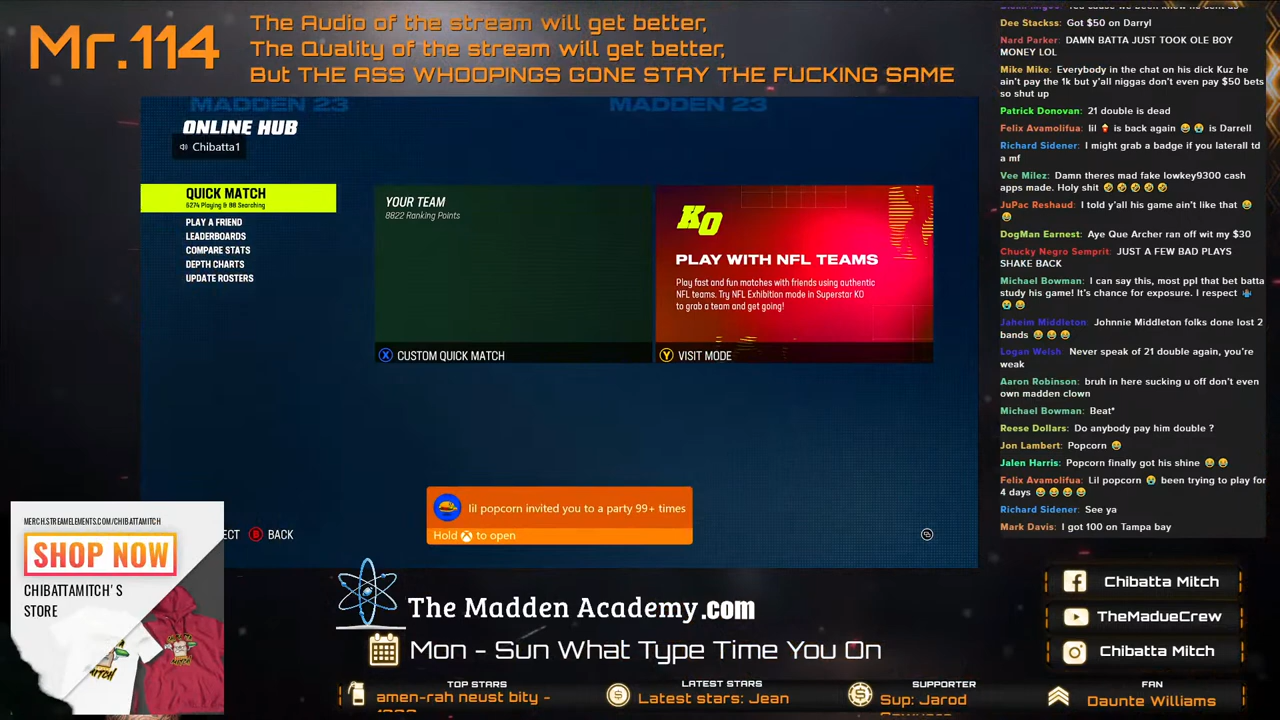 Mr.114
The Audio of the stream will get better,
The Quality of the stream will get better,
But THE ASS WHOOPINGS GONE STAY THE FUCKING SAME
MADDEN 23
MADDEN 23
ONLINE HUB
Chibatta1
QUICK MATCH
5274 Playing & 88 Searching
PLAY A FRIEND
LEADERBOARDS
COMPARE STATS
DEPTH CHARTS
UPDATE ROSTERS
YOUR TEAM
8822 Ranking Points
X CUSTOM QUICK MATCH
KO
PLAY WITH NFL TEAMS
Play fast and fun matches with friends using authentic
NFL teams. Try NFL Exhibition mode in Superstar KO
to grab a team and get going!
Y VISIT MODE
lil popcorn invited you to a party 99+ times
Hold to open
ECT B BACK
MERCH.STREAMELEMENTS.COM/CHIBATTAMITCH
SHOP NOW
CHIBATTAMITCH'S
STORE
The Madden Academy.com
Mon - Sun What Type Time You On
TOP STARS
amen-rah neust bity -
LATEST STARS
Latest stars: Jean
SUPPORTER
Sup: Jarod
FAN
Daunte Williams
Dee Stackss: Got $50 on Darryl
Nard Parker: DAMN BATTA JUST TOOK OLE BOY
MONEY LOL
Mike Mike: Everybody in the chat on his dick Kuz he
ain't pay the 1k but y'all niggas don't even pay $50 bets
so shut up
Patrick Donovan: 21 double is dead
Felix Avamolifua: lil 🍿 is back again 😂 😭 is Darrell
Richard Sidener: I might grab a badge if you laterall td
a mf
Vee Milez: Damn theres mad fake lowkey9300 cash
apps made. Holy shit 🤣 🤣 🤣 🤣 🤣
JuPac Reshaud: I told y'all his game ain't like that 😂
😂
DogMan Earnest: Aye Que Archer ran off wit my $30
Chucky Negro Semprit: JUST A FEW BAD PLAYS
SHAKE BACK
Michael Bowman: I can say this, most ppl that bet batta
study his game! It's chance for exposure. I respect
😭 😂
Jaheim Middleton: Johnnie Middleton folks done lost 2
bands 😂 😂 😂
Logan Welsh: Never speak of 21 double again, you're
weak
Aaron Robinson: bruh in here sucking u off don't even
own madden clown
Michael Bowman: Beat*
Reese Dollars: Do anybody pay him double ?
Jon Lambert: Popcorn 😂
Jalen Harris: Popcorn finally got his shine 😂 😂
Felix Avamolifua: Lil popcorn 😭 been trying to play for
4 days 😂 😂 😂 😂
Richard Sidener: See ya
Mark Davis: I got 100 on Tampa bay
Chibatta Mitch
TheMadueCrew
Chibatta Mitch